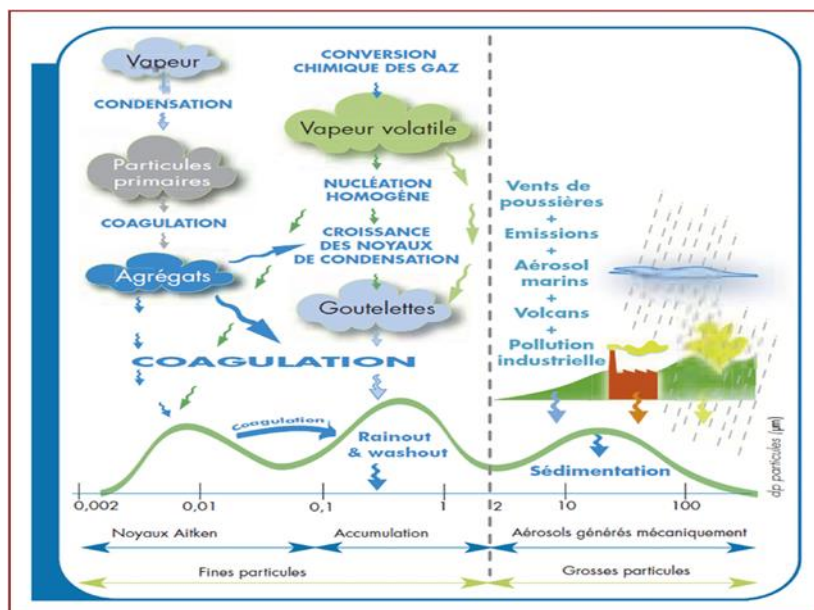 Vapeur
CONDENSATION
Particules
primaires
COAGULATION
Agrégats
CONVERSION
CHIMIQUE DES GAZ
Vapeur volatile
NUCLÉATION
HOMOGÈNE
CROISSANCE
DES NOYAUX
DE CONDENSATION
Goutelettes
COAGULATION
Vents de
poussières
+
Emissions
+
Aérosol
marins
+
Volcans
+
Pollution
industrielle
Coagulation
Rainout
& washout
Sédimentation
dp particules (µm)
0,002
0,01
0,1
1
2
10
100
Noyaux Aitken
Accumulation
Aérosols générés mécaniquement
Fines particules
Grosses particules